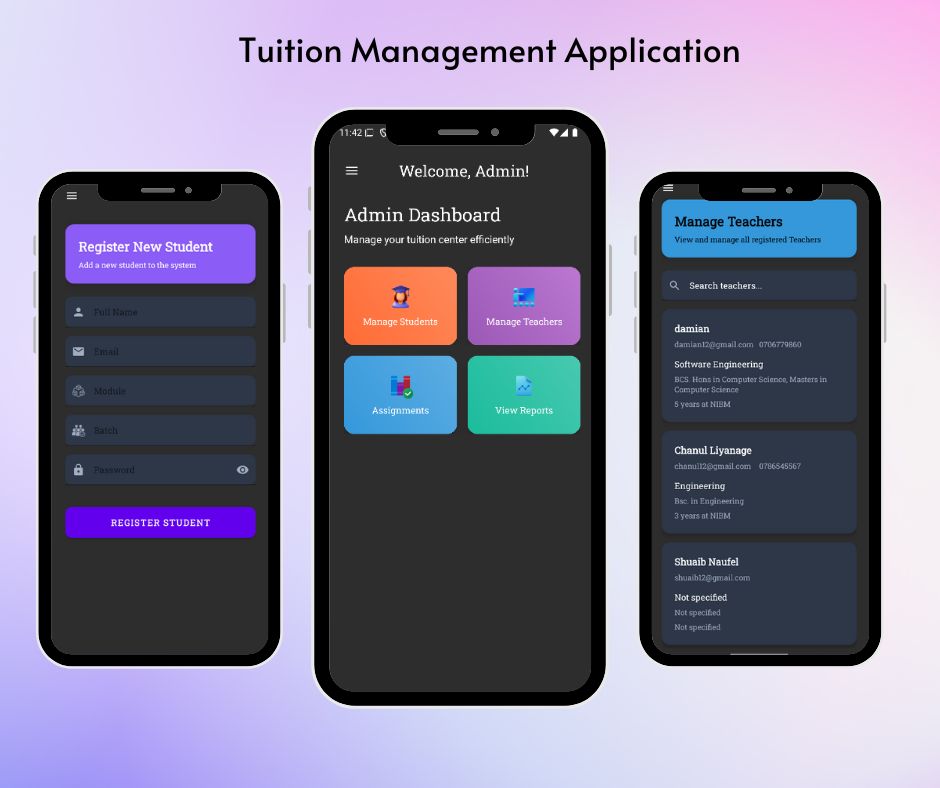 Tuition Management Application
Register New Student
Add a new student to the system
Full Name
Email
Module
Batch
Password
REGISTER STUDENT
11:42
Welcome, Admin!
Admin Dashboard
Manage your tuition center efficiently
Manage Students
Manage Teachers
Assignments
View Reports
Manage Teachers
View and manage all registered Teachers
Search teachers...
damian
damian12@gmail.com 0706779860
Software Engineering
BCS. Hons in Computer Science, Masters in
Computer Science
5 years at NIBM
Chanul Liyanage
chanul12@gmail.com 0786545567
Engineering
Bsc. in Engineering
3 years at NIBM
Shuaib Naufel
shuaib12@gmail.com
Not specified
Not specified
Not specified